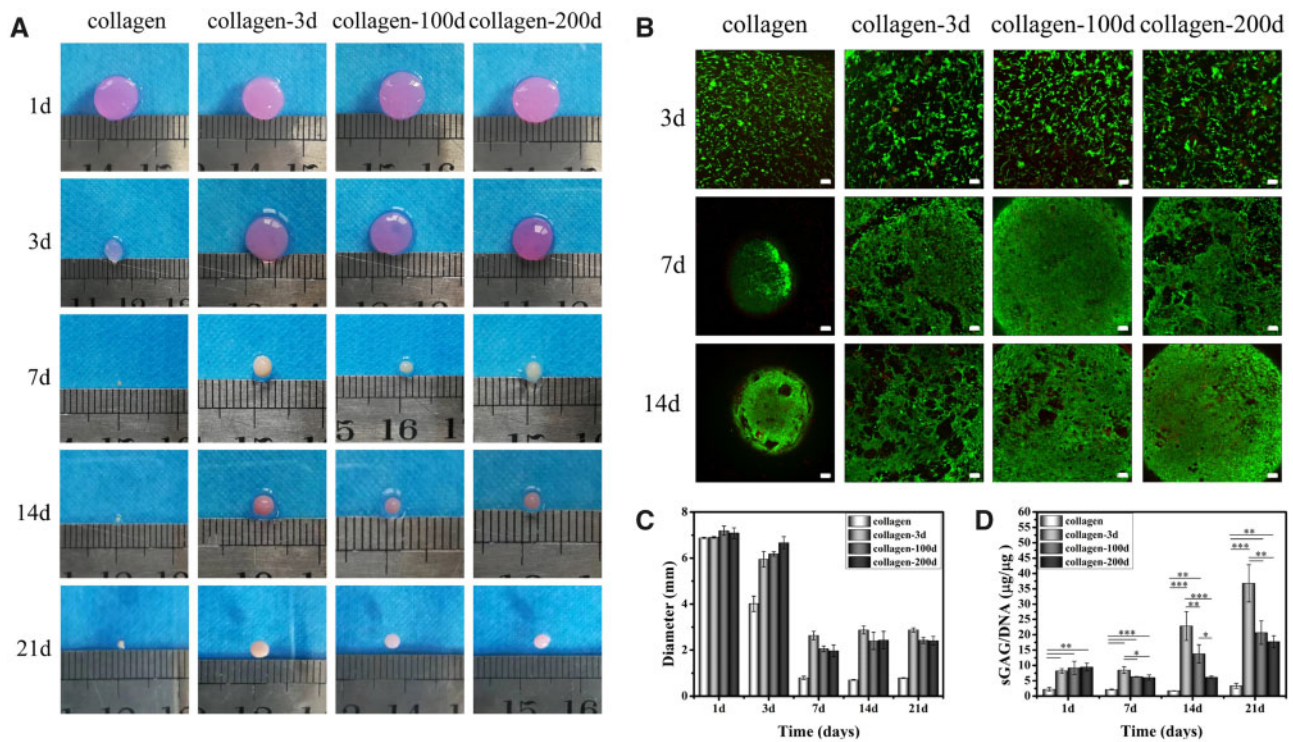 A
collagen collagen-3d collagen-100d collagen-200d
1d
3d
7d
14d
21d
B
collagen collagen-3d collagen-100d collagen-200d
3d
7d
14d
C
8
6
4
2
0
Diameter (mm)
collagen
collagen-3d
collagen-100d
collagen-200d
1d 3d 7d 14d 21d
Time (days)
D
60
55
50
45
40
35
30
25
20
15
10
5
0
sGAG/DNA (μg/μg)
collagen
collagen-3d
collagen-100d
collagen-200d
** *** * ** *** *** ** * ** *** **
1d 7d 14d 21d
Time (days)